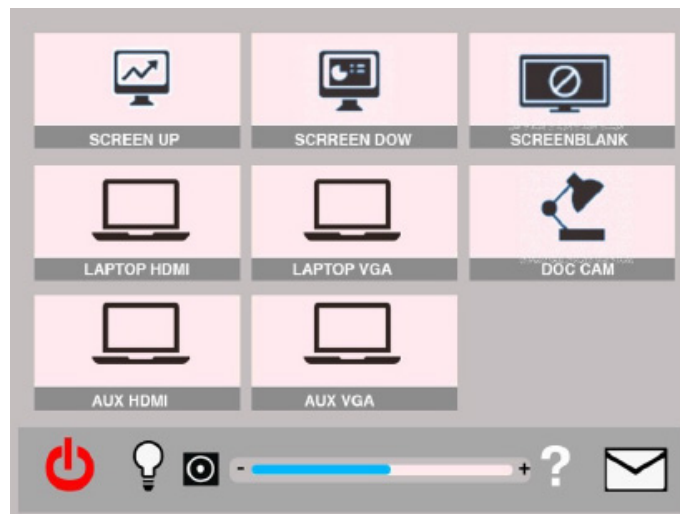 SCREEN UP
SCRREEN DOW
SCREENBLANK
LAPTOP HDMI
LAPTOP VGA
DOC CAM
AUX HDMI
AUX VGA
- +
?